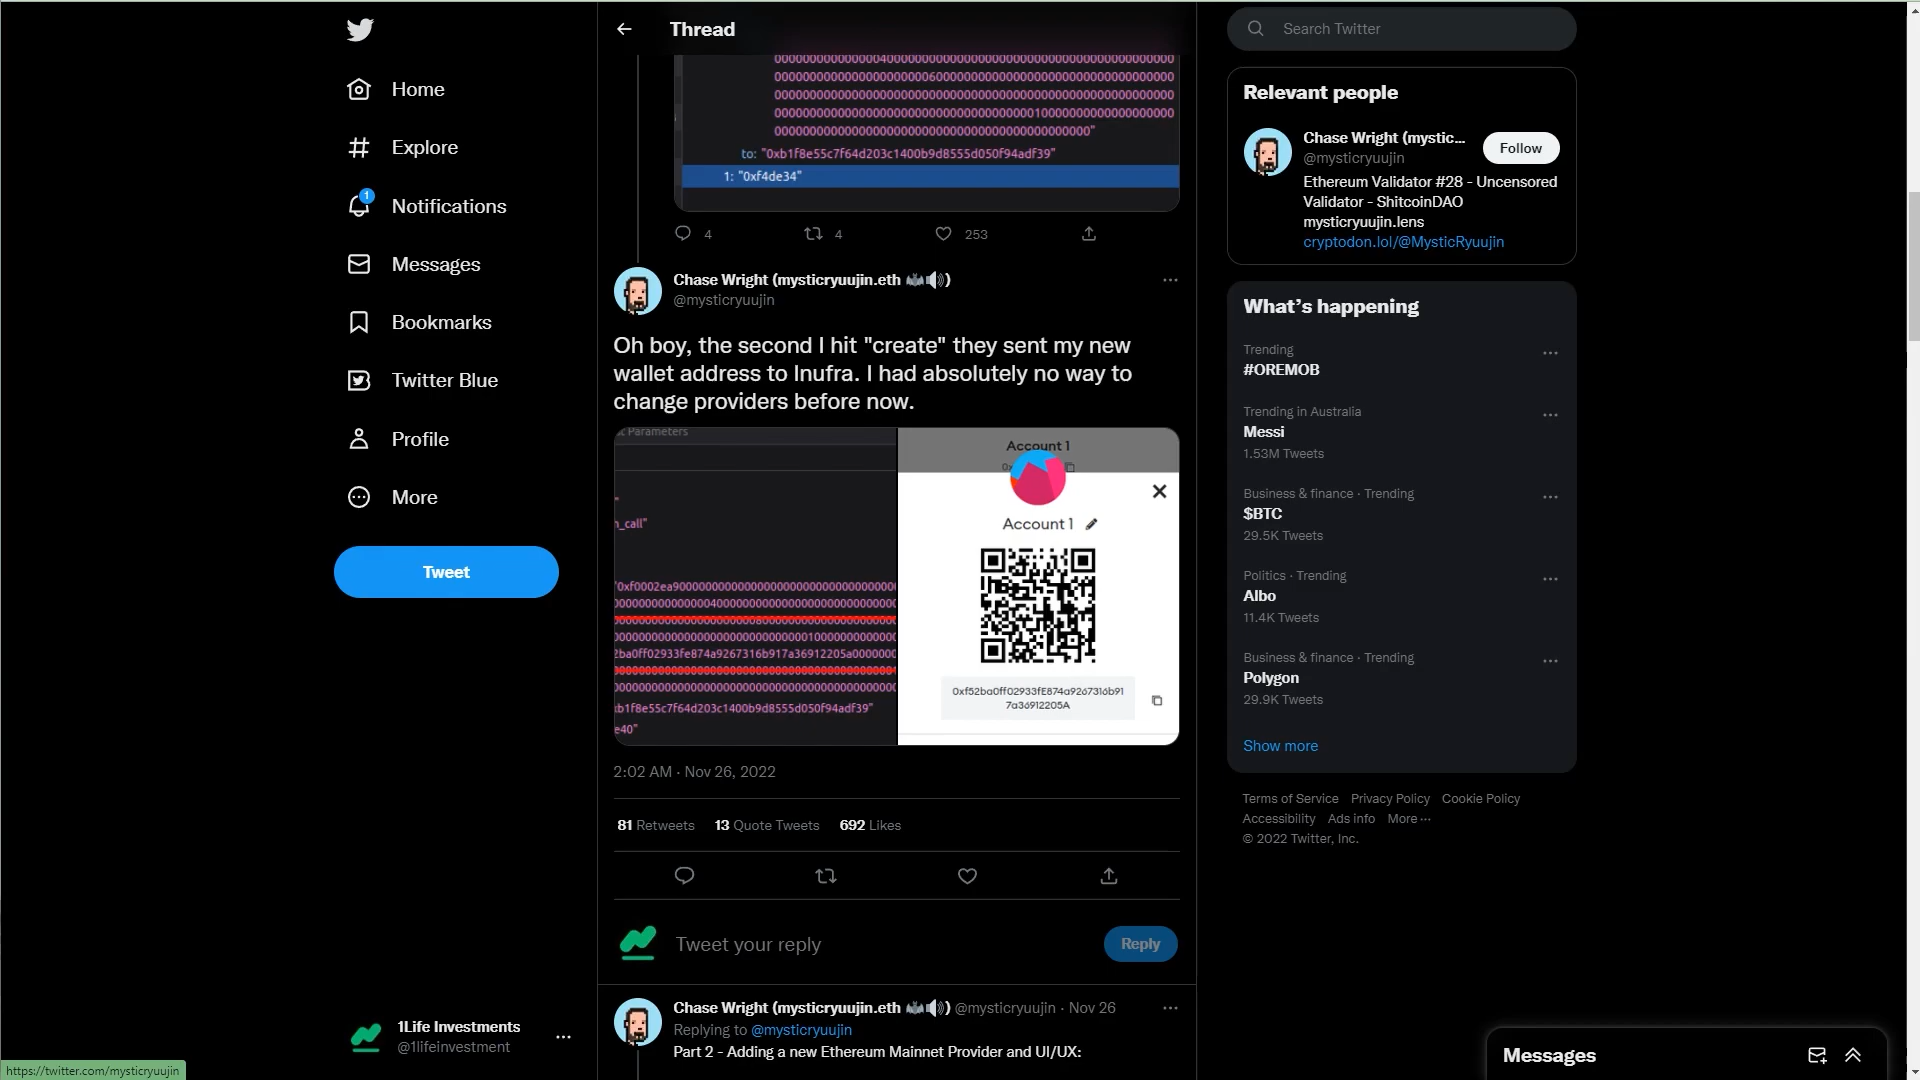 Home
Explore
1
Notifications
Messages
Bookmarks
Twitter Blue
Profile
More
Tweet
1Life Investments
@1lifeinvestment
https://twitter.com/mysticryuujin
Thread
to: "0xb1f8e55c7f64d203c1400b9d8555d050f94adf39"
1: "0xf4de34"
4
4
253
Chase Wright (mysticryuujin.eth 🦇🔊)
@mysticryuujin
Oh boy, the second I hit "create" they sent my new
wallet address to Inufra. I had absolutely no way to
change providers before now.
Parameters
_call"
2ba0ff02933fe874a9267316b917a36912205a0000000
b1f8e55c7f64d203c1400b9d8555d050f94adf39"
e40"
Account 1
Account 1
0xf52ba0ff02933fE874a9267316b91
7a36912205A
2:02 AM · Nov 26, 2022
81 Retweets 13 Quote Tweets 692 Likes
Tweet your reply
Reply
Chase Wright (mysticryuujin.eth 🦇🔊) @mysticryuujin · Nov 26
Replying to @mysticryuujin
Part 2 - Adding a new Ethereum Mainnet Provider and UI/UX:
Search Twitter
Relevant people
Chase Wright (mystic...
@mysticryuujin
Follow
Ethereum Validator #28 - Uncensored
Validator - ShitcoinDAO
mysticryuujin.lens
cryptodon.lol/@MysticRyuujin
What's happening
Trending
#OREMOB
Trending in Australia
Messi
1.53M Tweets
Business & finance · Trending
$BTC
29.5K Tweets
Politics · Trending
Albo
11.4K Tweets
Business & finance · Trending
Polygon
29.9K Tweets
Show more
Terms of Service Privacy Policy Cookie Policy
Accessibility Ads info More ···
© 2022 Twitter, Inc.
Messages